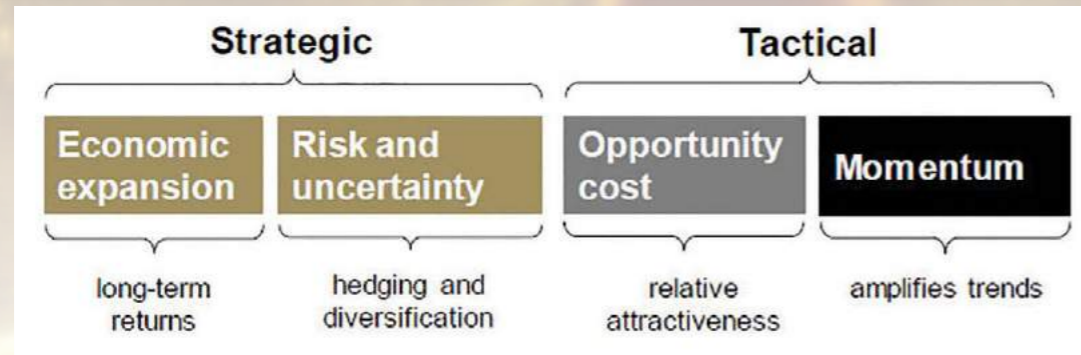 Strategic
Tactical
Economic
expansion
Risk and
uncertainty
Opportunity
cost
Momentum
long-term
returns
hedging and
diversification
relative
attractiveness
amplifies trends